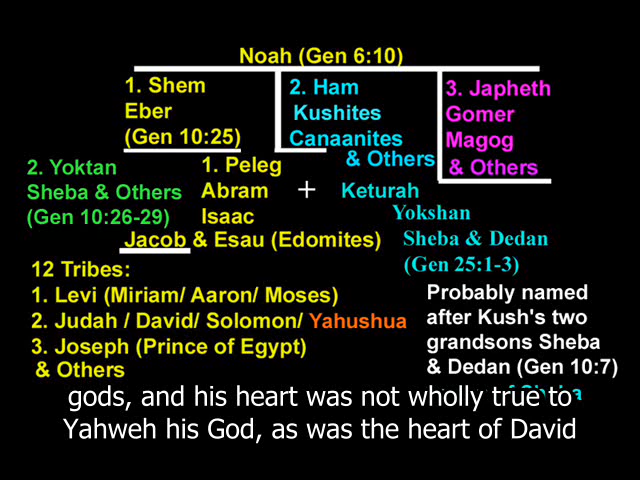 Noah (Gen 6:10)
1. Shem
Eber
(Gen 10:25)
2. Ham
Kushites
Canaanites
& Others
3. Japheth
Gomer
Magog
& Others
2. Yoktan
Sheba & Others
(Gen 10:26-29)
1. Peleg
Abram + Keturah
Isaac
Jacob & Esau (Edomites)
Yokshan
Sheba & Dedan
(Gen 25:1-3)
12 Tribes:
1. Levi (Miriam/ Aaron/ Moses)
2. Judah / David/ Solomon/ Yahushua
3. Joseph (Prince of Egypt)
& Others
Probably named
after Kush's two
grandsons Sheba
& Dedan (Gen 10:7)
gods, and his heart was not wholly true to
Yahweh his God, as was the heart of David